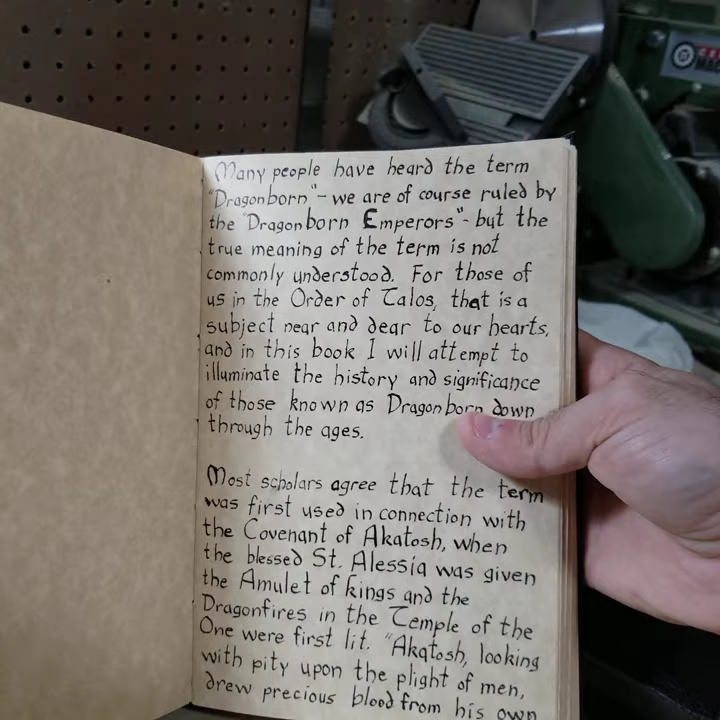 Many people have heard the term
"Dragonborn" - we are of course ruled by
the "Dragonborn Emperors" - but the
true meaning of the term is not
commonly understood. For those of
us in the Order of Talos, that is a
subject near and dear to our hearts,
and in this book I will attempt to
illuminate the history and significance
of those known as Dragonborn down
through the ages.
Most scholars agree that the term
was first used in connection with
the Covenant of Akatosh, when
the blessed St. Alessia was given
the Amulet of kings and the
Dragonfires in the Temple of the
One were first lit. "Akatosh, looking
with pity upon the plight of men,
drew precious blood from his own